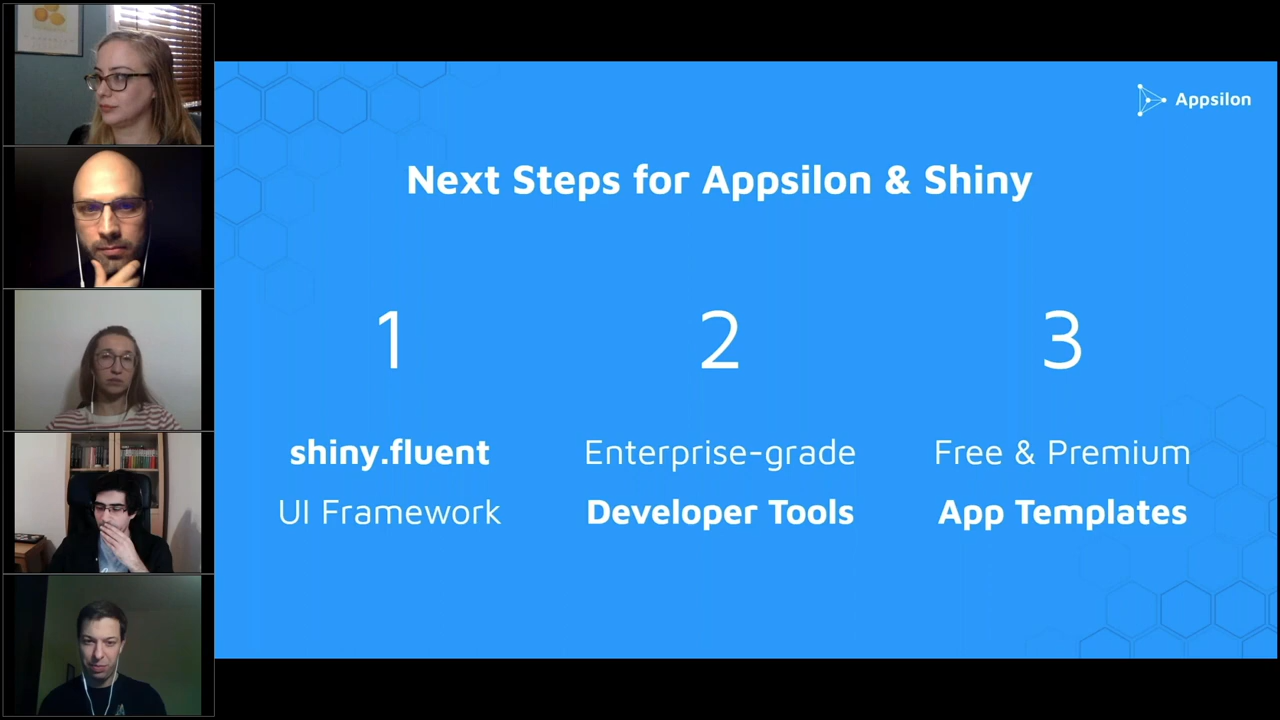 Appsilon
Next Steps for Appsilon & Shiny
1
2
3
shiny.fluent
UI Framework
Enterprise-grade
Developer Tools
Free & Premium
App Templates